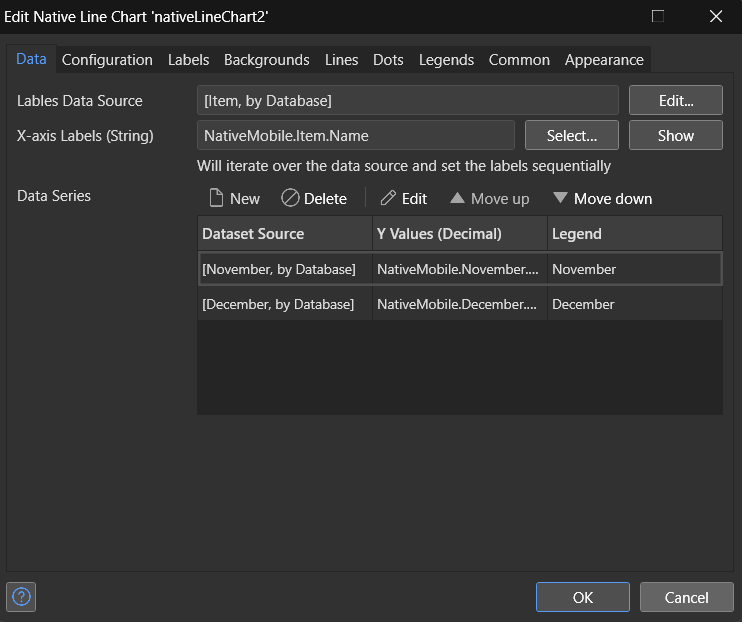 Edit Native Line Chart 'nativeLineChart2'
Data Configuration Labels Backgrounds Lines Dots Legends Common Appearance
Lables Data Source [Item, by Database] Edit...
X-axis Labels (String) NativeMobile.Item.Name Select... Show
Will iterate over the data source and set the labels sequentially
Data Series New Delete Edit Move up Move down
Dataset Source Y Values (Decimal) Legend
[November, by Database] NativeMobile.November.... November
[December, by Database] NativeMobile.December.... December
? OK Cancel